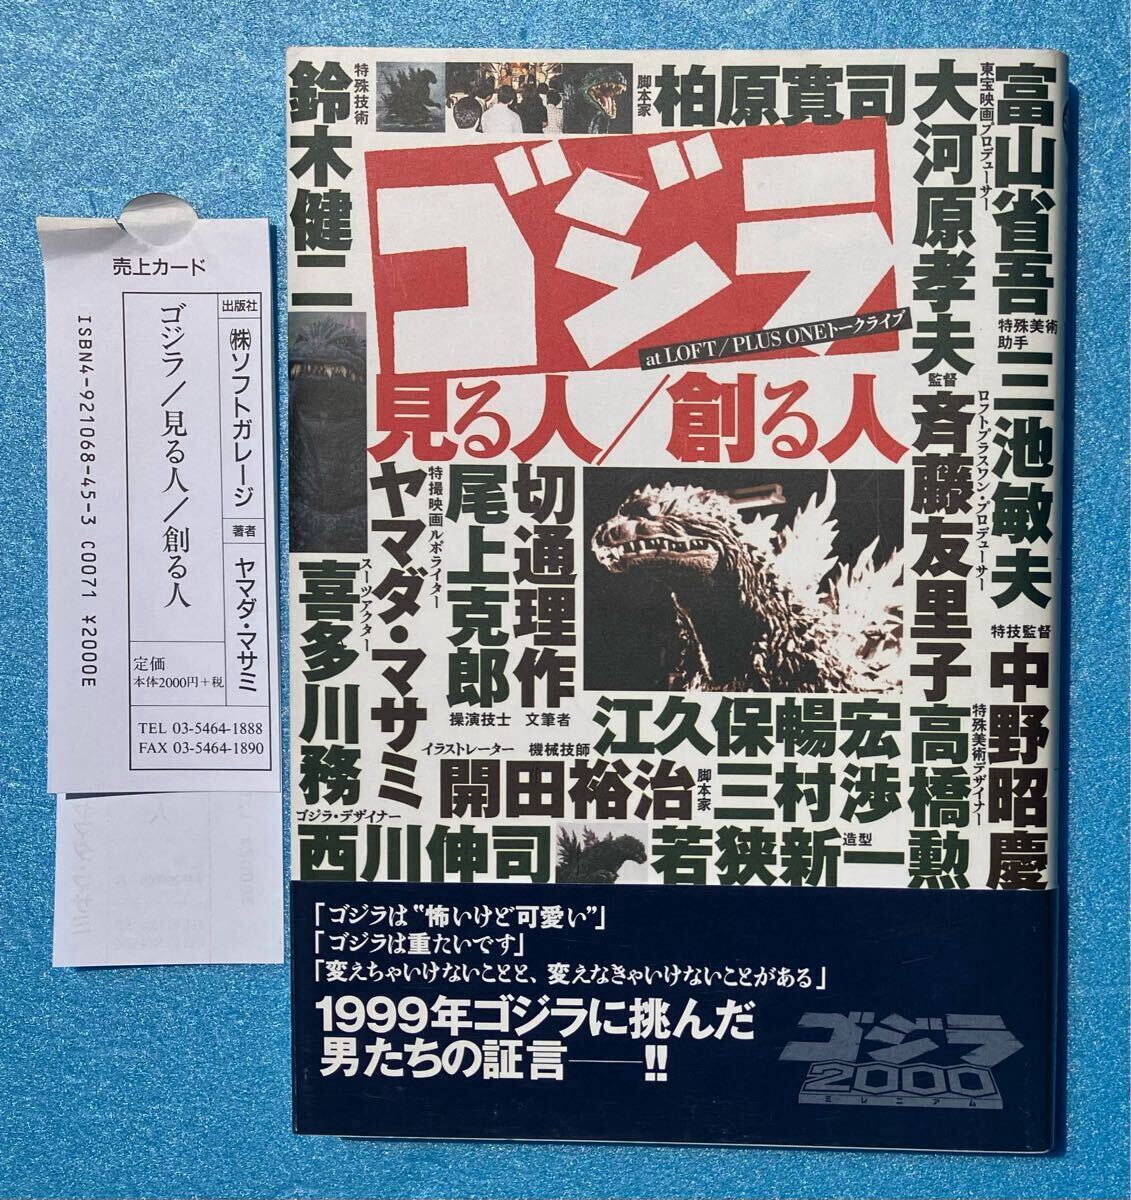 売上カード
出版社
㈱ソフトガレージ
著者
ヤマダ・マサミ
ゴジラ／見る人／創る人
定価
本体2000円＋税
TEL 03-5464-1888
FAX 03-5464-1890
ISBN4-921068-45-3 C0071 ¥2000E
特殊技術
鈴木健二
脚本家
柏原寛司
東宝映画プロデューサー
富山省吾
大河原孝夫
監督
ゴジラ
at LOFT/PLUS ONEトークライブ
見る人／創る人
特殊美術助手
三池敏夫
ロフトプラスワン・プロデューサー
斉藤友里子
切通理作
文筆者
尾上克郎
操演技士
特撮映画ルポライター
ヤマダ・マサミ
スーツアクター
喜多川務
特技監督
中野昭慶
特殊美術デザイナー
高橋勲
機械技師
江久保暢宏
イラストレーター
開田裕治
脚本家
三村渉
ゴジラ・デザイナー
西川伸司
造型
若狭新一
「ゴジラは“怖いけど可愛い”」
「ゴジラは重たいです」
「変えちゃいけないことと、変えなきゃいけないことがある」
1999年ゴジラに挑んだ
男たちの証言──!!
ゴジラ
2000
ミレニアム